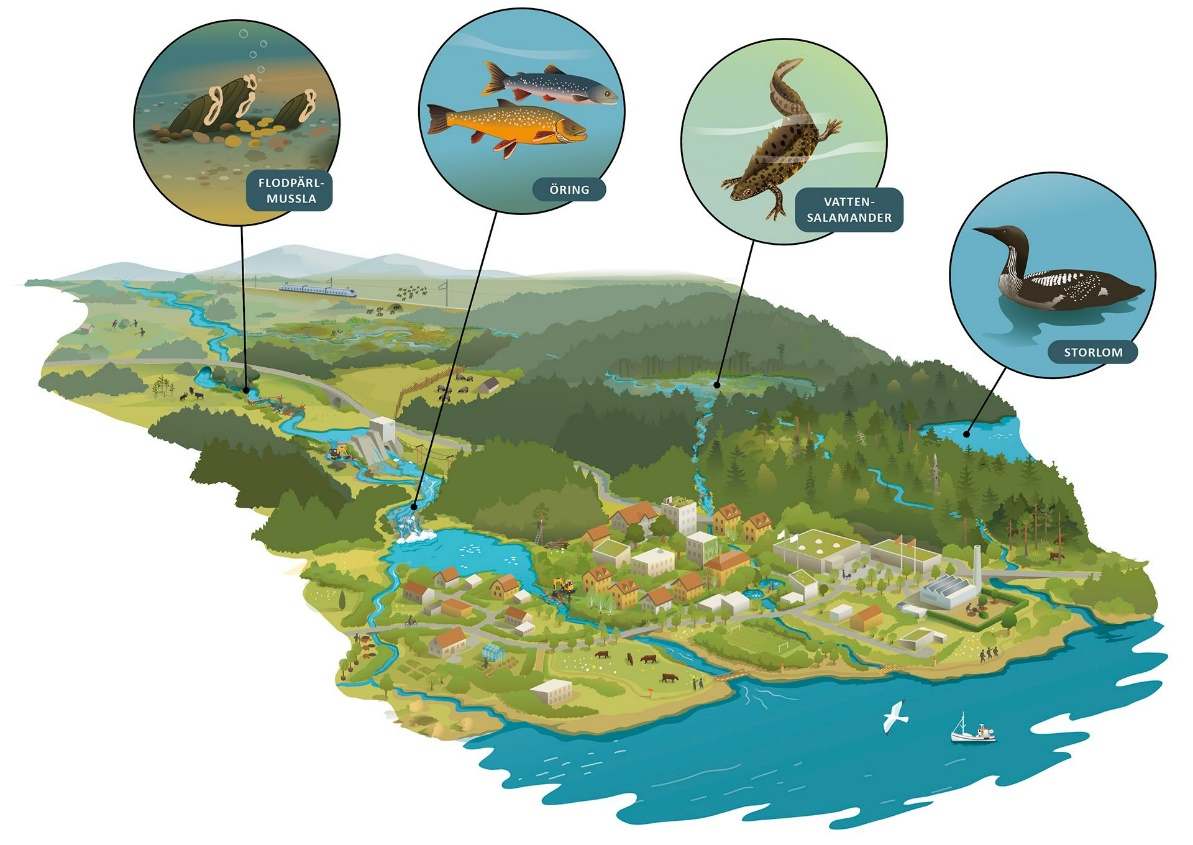 FLODPÄRL-
MUSSLA
ÖRING
VATTEN-
SALAMANDER
STORLOM